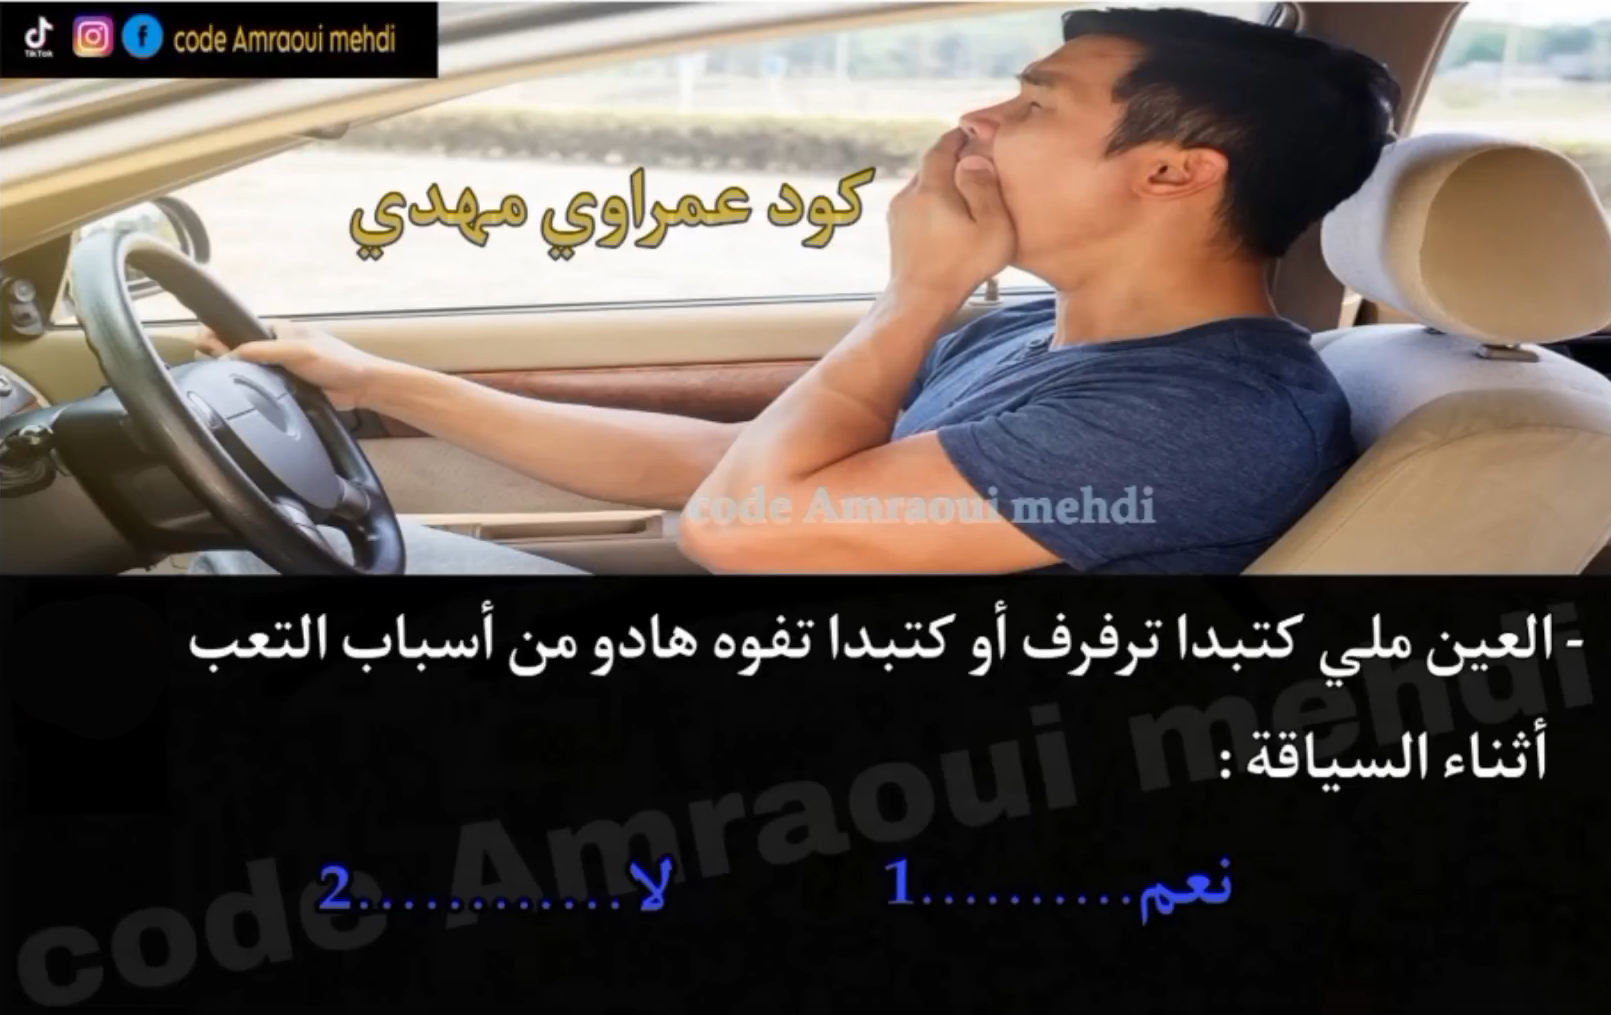 TikTok
code Amraoui mehdi
كود عمراوي مهدي
code Amraoui mehdi
- العين ملي كتبدا ترفرف أو كتبدا تفوه هادو من أسباب التعب
أثناء السياقة :
نعم..........1 لا............2
code Amraoui mehdi